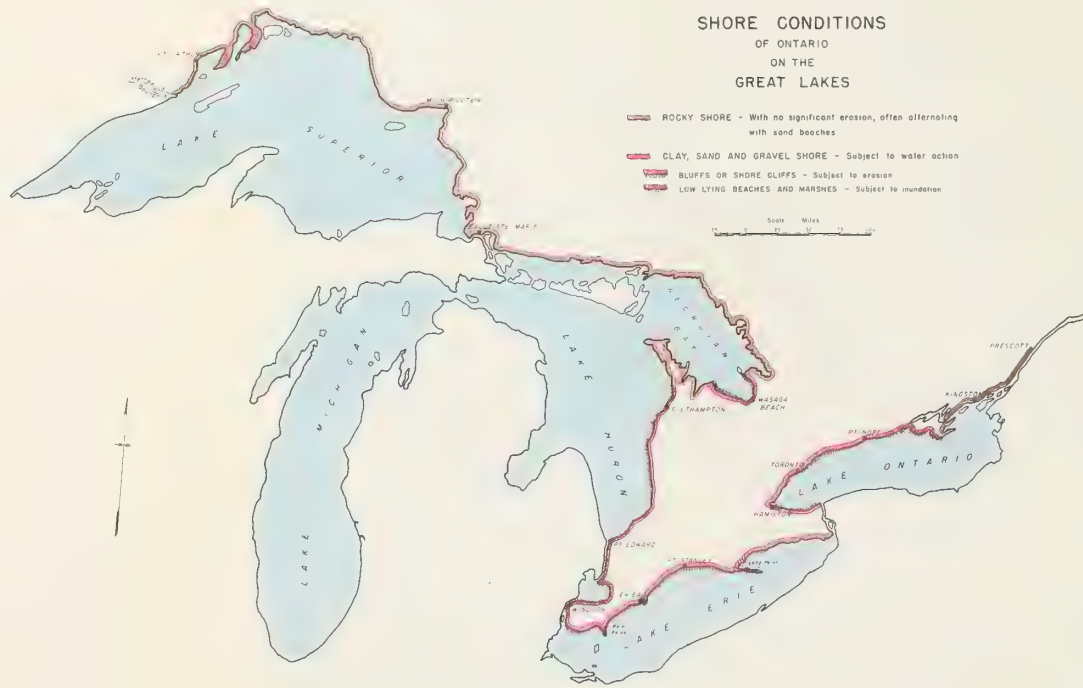 SHORE CONDITIONS
OF ONTARIO
ON THE
GREAT LAKES
ROCKY SHORE - With no significant erosion, often alternating
with sand beaches
CLAY, SAND AND GRAVEL SHORE - Subject to water action
BLUFFS OR SHORE CLIFFS - Subject to erosion
LOW LYING BEACHES AND MARSHES - Subject to inundation
Scale Miles
LAKE SUPERIOR
SAULT STE MARIE
GEORGIAN BAY
LAKE MICHIGAN
LAKE HURON
SOUTHAMPTON
WASAGA
BEACH
PRESCOTT
KINGSTON
PT HOPE
TORONTO
LAKE ONTARIO
HAMILTON
PT EDWARD
PT STANLEY
Long Point
LAKE ERIE